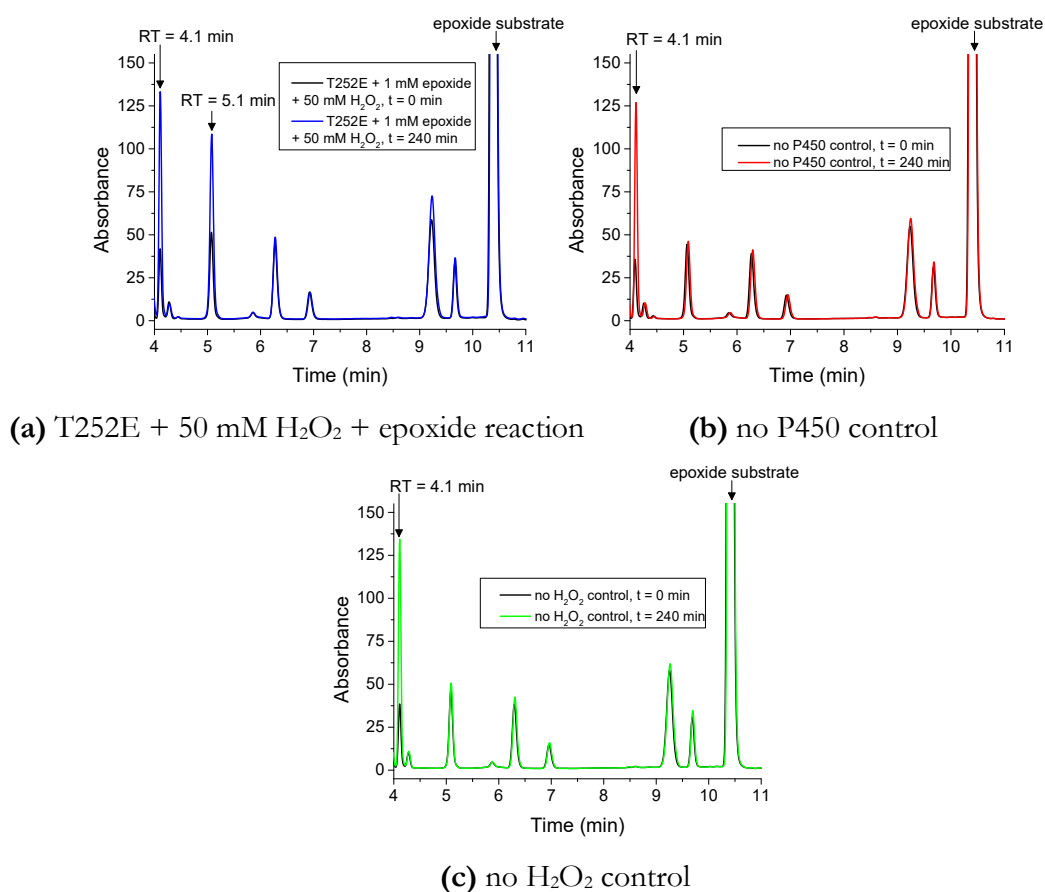 epoxide substrate
RT = 4.1 min
RT = 5.1 min
T252E + 1 mM epoxide
+ 50 mM H₂O₂, t = 0 min
T252E + 1 mM epoxide
+ 50 mM H₂O₂, t = 240 min
Absorbance
150
125
100
75
50
25
0
4 5 6 7 8 9 10 11
Time (min)
(a) T252E + 50 mM H₂O₂ + epoxide reaction
epoxide substrate
RT = 4.1 min
no P450 control, t = 0 min
no P450 control, t = 240 min
Absorbance
150
125
100
75
50
25
0
4 5 6 7 8 9 10 11
Time (min)
(b) no P450 control
epoxide substrate
RT = 4.1 min
no H₂O₂ control, t = 0 min
no H₂O₂ control, t = 240 min
Absorbance
150
125
100
75
50
25
0
4 5 6 7 8 9 10 11
Time (min)
(c) no H₂O₂ control